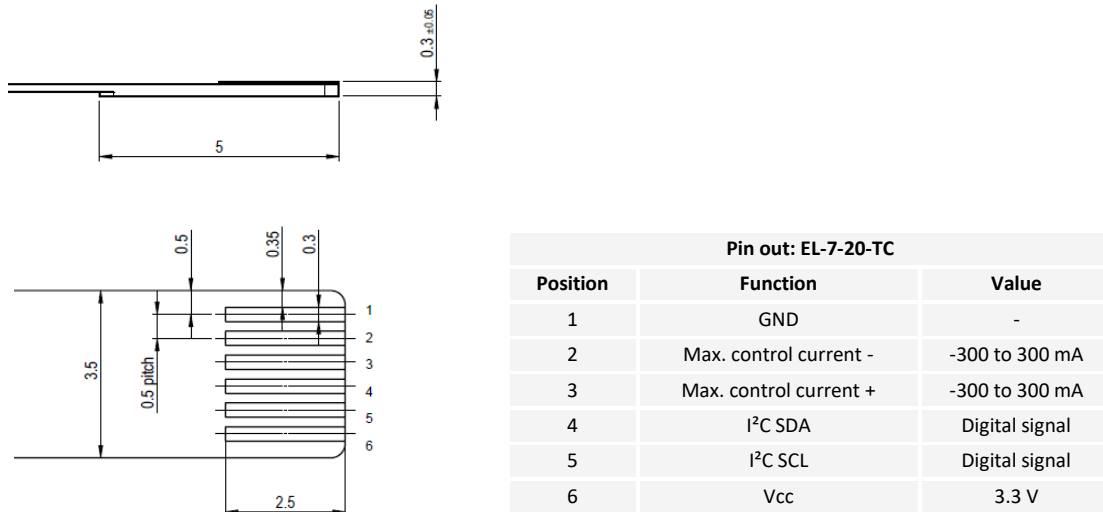 0.3 ±0.05
5
0.5
0.35
0.3
3.5
0.5 pitch
1
2
3
4
5
6
2.5
Pin out: EL-7-20-TC
Position Function Value
1 GND -
2 Max. control current - -300 to 300 mA
3 Max. control current + -300 to 300 mA
4 I²C SDA Digital signal
5 I²C SCL Digital signal
6 Vcc 3.3 V